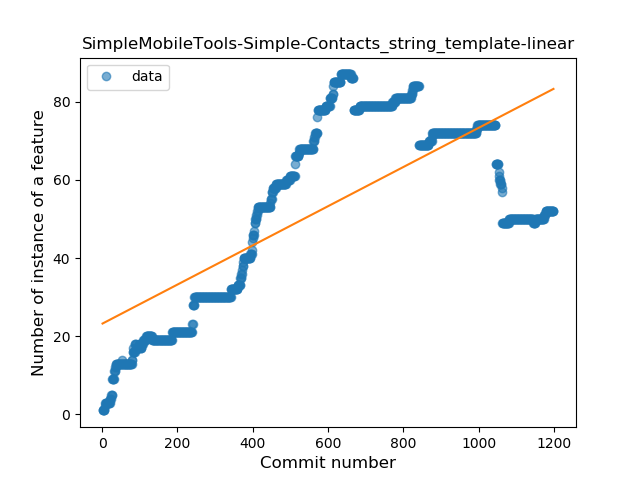 SimpleMobileTools-Simple-Contacts_string_template-linear
data
Number of instance of a feature
80
60
40
20
0
0 200 400 600 800 1000 1200
Commit number